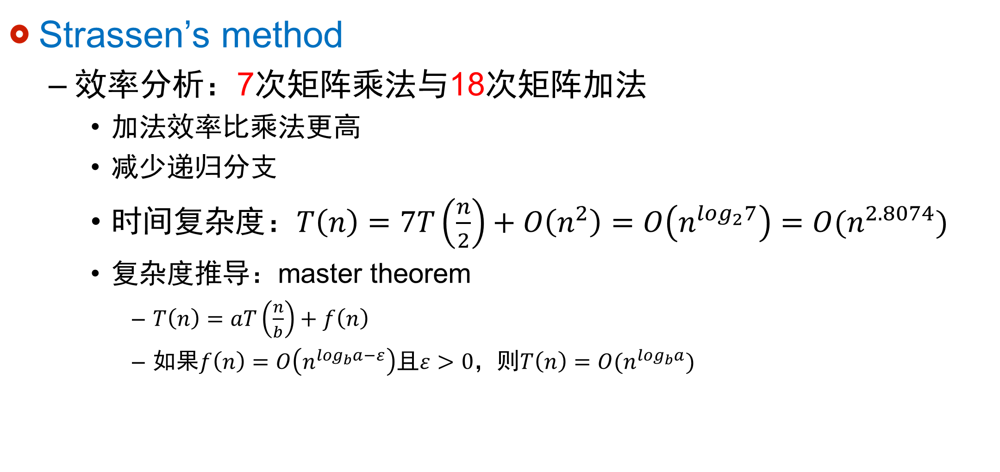 Strassen’s method
– 效率分析：7次矩阵乘法与18次矩阵加法
• 加法效率比乘法更高
• 减少递归分支
• 时间复杂度：$T(n) = 7T\left(\frac{n}{2}\right) + O(n^2) = O\left(n^{log_2 7}\right) = O(n^{2.8074})$
• 复杂度推导：master theorem
– $T(n) = aT\left(\frac{n}{b}\right) + f(n)$
– 如果$f(n) = O\left(n^{log_b a - \varepsilon}\right)$且$\varepsilon > 0$，则$T(n) = O(n^{log_b a})$